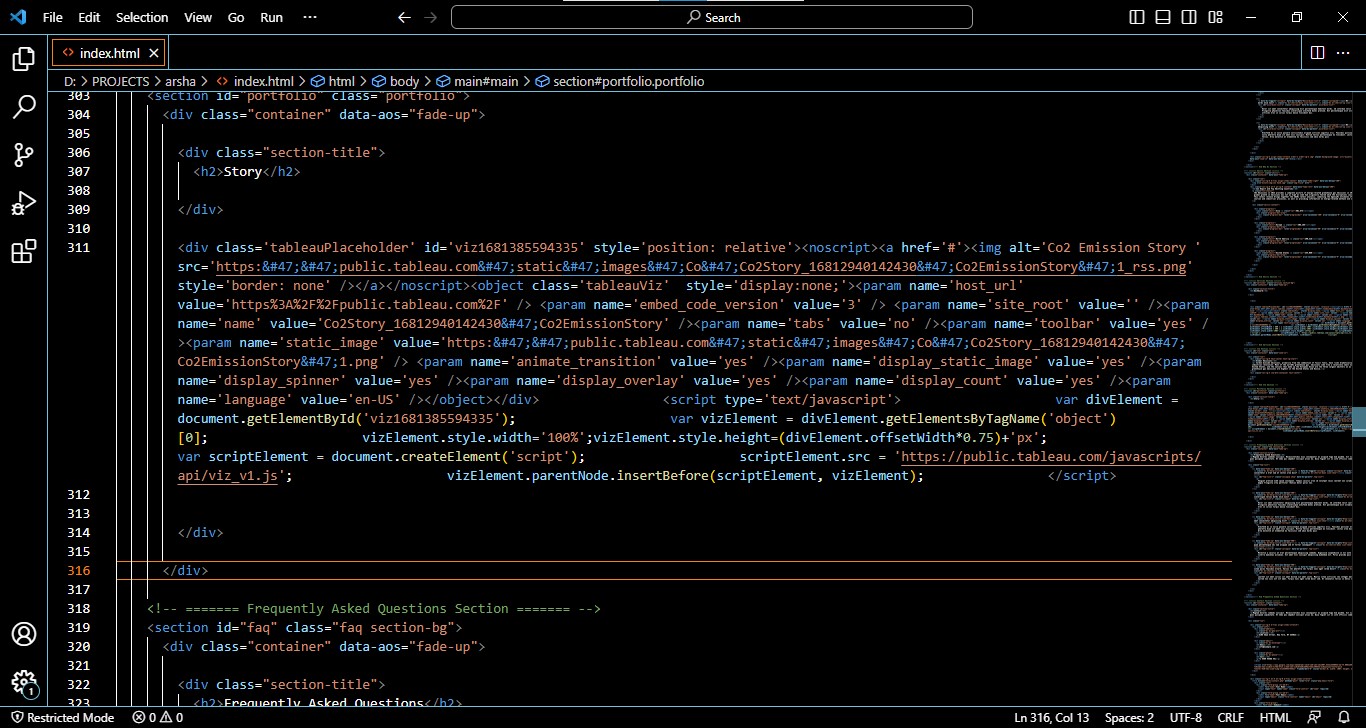 File Edit Selection View Go Run ···
Search
index.html
D: > PROJECTS > arsha > index.html > html > body > main#main > section#portfolio.portfolio
303 <section id="portfolio" class="portfolio">
304 <div class="container" data-aos="fade-up">
305
306 <div class="section-title">
307 <h2>Story</h2>
308
309 </div>
310
311 <div class='tableauPlaceholder' id='viz1681385594335' style='position: relative'><noscript><a href='#'><img alt='Co2 Emission Story '
src='https:&#47;&#47;public.tableau.com&#47;static&#47;images&#47;Co&#47;Co2Story_16812940142430&#47;Co2EmissionStory&#47;1_rss.png'
style='border: none' /></a></noscript><object class='tableauViz'  style='display:none;'><param name='host_url'
value='https%3A%2F%2Fpublic.tableau.com%2F' /> <param name='embed_code_version' value='3' /> <param name='site_root' value='' /><param
name='name' value='Co2Story_16812940142430&#47;Co2EmissionStory' /><param name='tabs' value='no' /><param name='toolbar' value='yes' /
><param name='static_image' value='https:&#47;&#47;public.tableau.com&#47;static&#47;images&#47;Co&#47;Co2Story_16812940142430&#47;
Co2EmissionStory&#47;1.png' /> <param name='animate_transition' value='yes' /><param name='display_static_image' value='yes' /><param
name='display_spinner' value='yes' /><param name='display_overlay' value='yes' /><param name='display_count' value='yes' /><param
name='language' value='en-US' /></object></div> <script type='text/javascript'> var divElement =
document.getElementById('viz1681385594335'); var vizElement = divElement.getElementsByTagName('object')
[0]; vizElement.style.width='100%';vizElement.style.height=(divElement.offsetWidth*0.75)+'px';
var scriptElement = document.createElement('script'); scriptElement.src = 'https://public.tableau.com/javascripts/
api/viz_v1.js'; vizElement.parentNode.insertBefore(scriptElement, vizElement); </script>
312
313
314 </div>
315
316 </div>
317
318 <!-- ======= Frequently Asked Questions Section ======= -->
319 <section id="faq" class="faq section-bg">
320 <div class="container" data-aos="fade-up">
321
322 <div class="section-title">
323 <h2>Frequently Asked Questions</h2>
1
Restricted Mode 0 0 Ln 316, Col 13 Spaces: 2 UTF-8 CRLF HTML